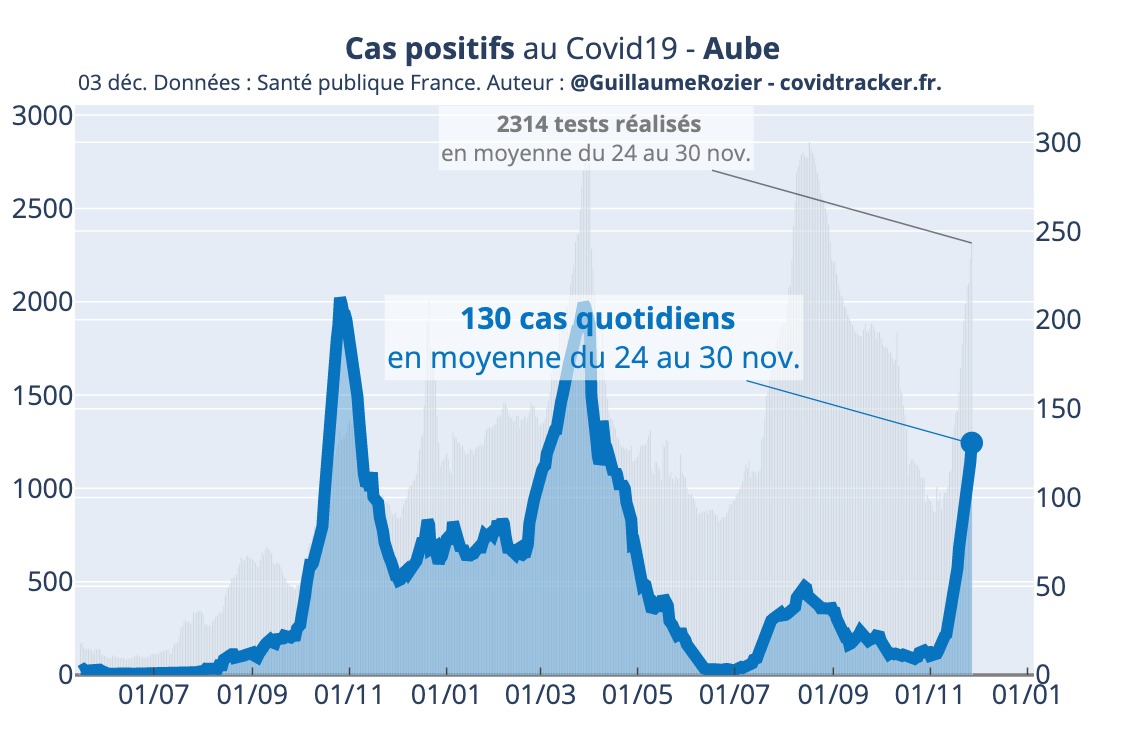 Cas positifs au Covid19 - Aube
03 déc. Données : Santé publique France. Auteur : @GuillaumeRozier - covidtracker.fr.
3000
2500
2000
1500
1000
500
0
2314 tests réalisés
en moyenne du 24 au 30 nov.
130 cas quotidiens
en moyenne du 24 au 30 nov.
300
250
200
150
100
50
0
01/07 01/09 01/11 01/01 01/03 01/05 01/07 01/09 01/11 01/01